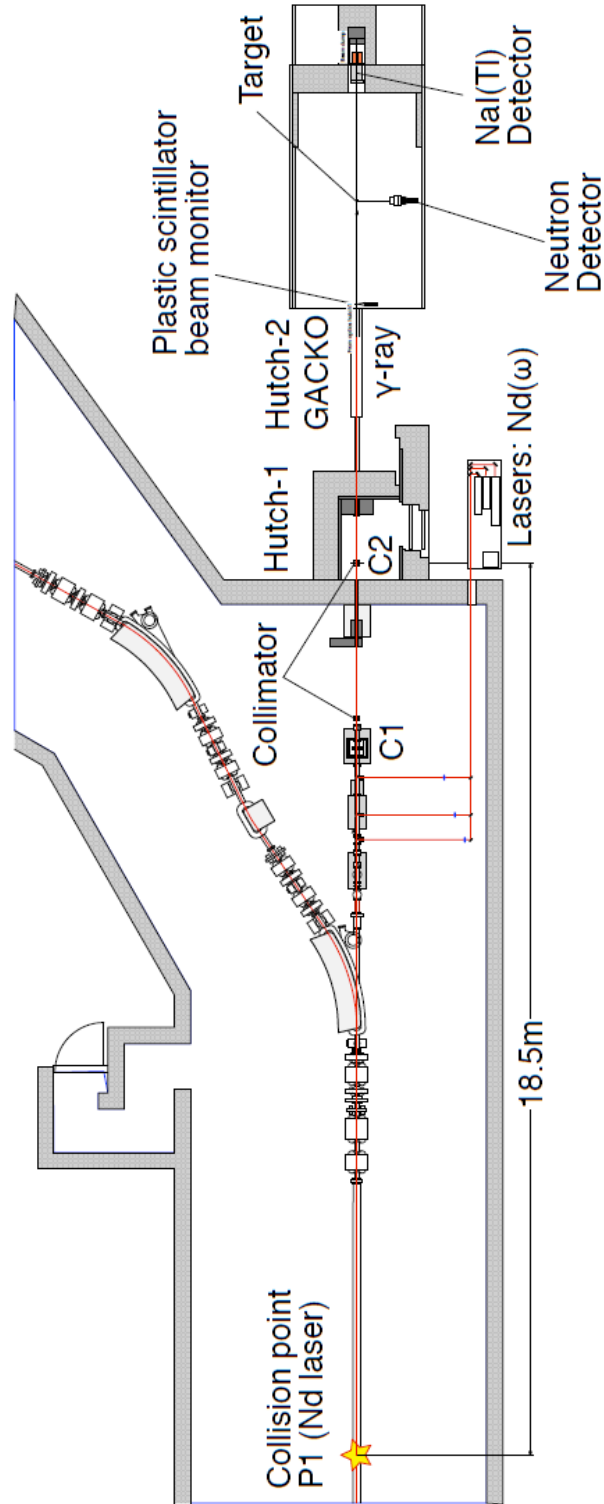 Collision point
P1 (Nd laser)
18.5m
Collimator
C1
C2
Hutch-1
Lasers: Nd(ω)
Hutch-2
GACKO
γ-ray
Plastic scintillator
beam monitor
Target
Neutron
Detector
NaI(Tl)
Detector